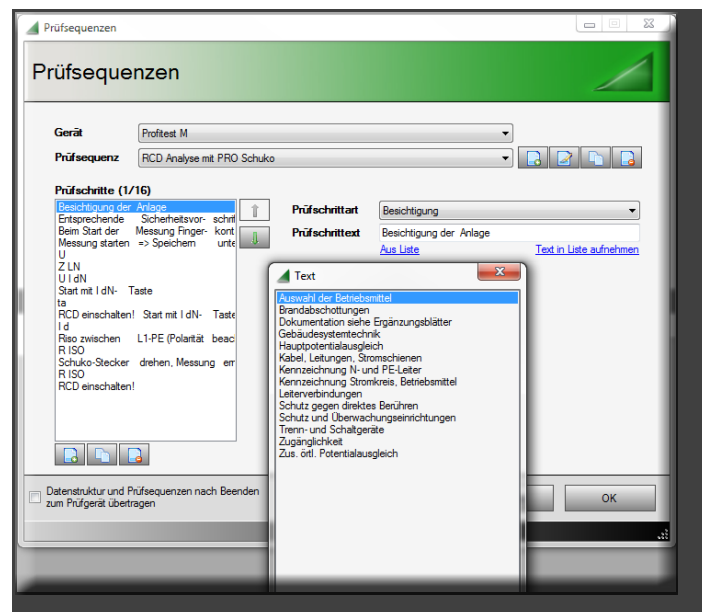 Prüfsequenzen
Prüfsequenzen
Gerät
Profitest M
Prüfsequenz
RCD Analyse mit PRO Schuko
Prüfschritte (1/16)
Besichtigung der Anlage
Entsprechende Sicherheitsvor- schrif
Beim Start der Messung Finger- kont
Messung starten => Speichern unte
U
Z LN
U I dN
Start mit I dN- Taste
ta
RCD einschalten! Start mit I dN- Taste
I d
Riso zwischen L1-PE (Polarität beac
R ISO
Schuko-Stecker drehen, Messung err
R ISO
RCD einschalten!
Prüfschrittart
Besichtigung
Prüfschritttext
Besichtigung der Anlage
Aus Liste
Text in Liste aufnehmen
Text
Auswahl der Betriebsmittel
Brandabschottungen
Dokumentation siehe Ergänzungsblätter
Gebäudesystemtechnik
Hauptpotentialausgleich
Kabel, Leitungen, Stromschienen
Kennzeichnung N- und PE-Leiter
Kennzeichnung Stromkreis, Betriebsmittel
Leiterverbindungen
Schutz gegen direktes Berühren
Schutz und Überwachungseinrichtungen
Trenn- und Schaltgeräte
Zugänglichkeit
Zus. örtl. Potentialausgleich
Datenstruktur und Prüfsequenzen nach Beenden
zum Prüfgerät übertragen
OK